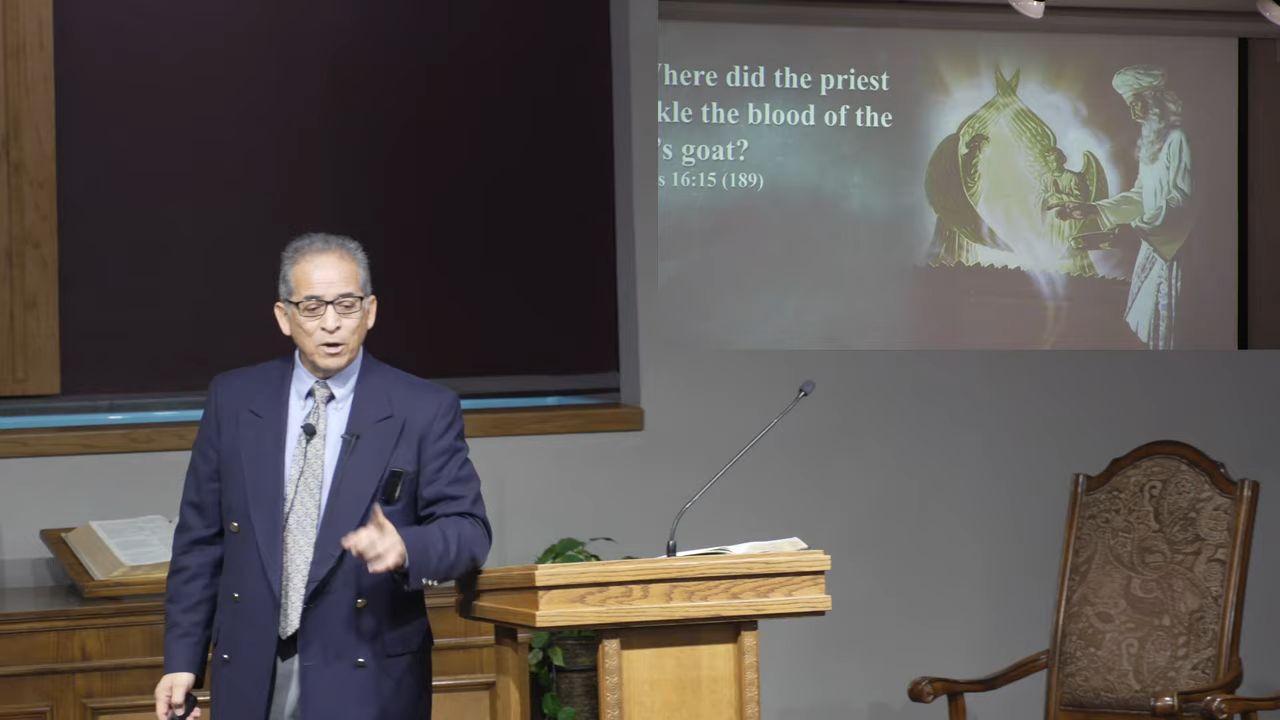 here did the priest
kle the blood of the
's goat?
s 16:15 (189)